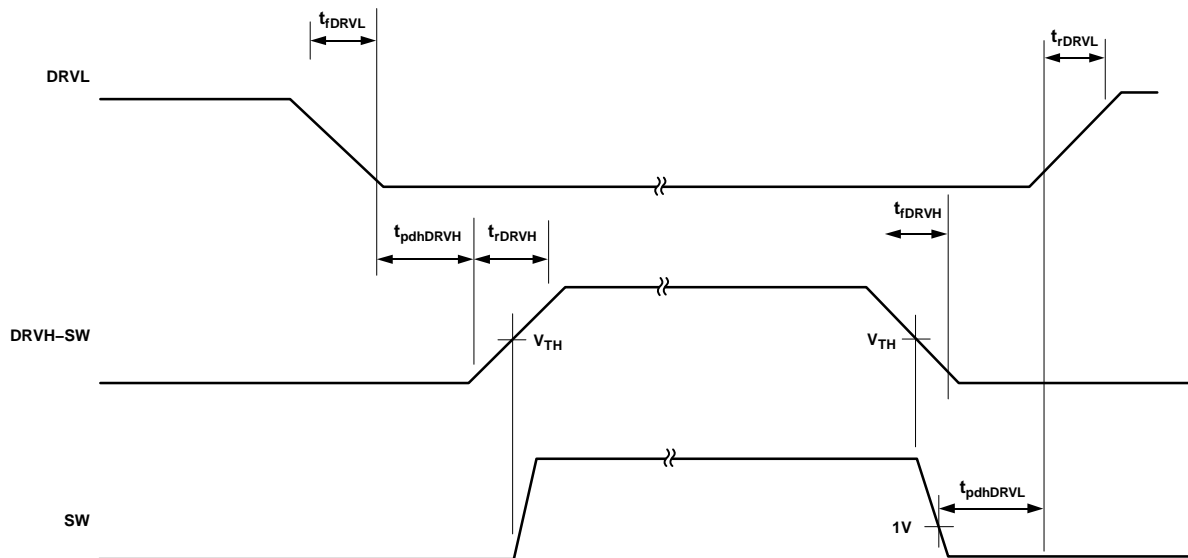 tfDRVL
trDRVL
DRVL
tfDRVH
tpdhDRVH
trDRVH
DRVH–SW
VTH
VTH
tpdhDRVL
SW
1V